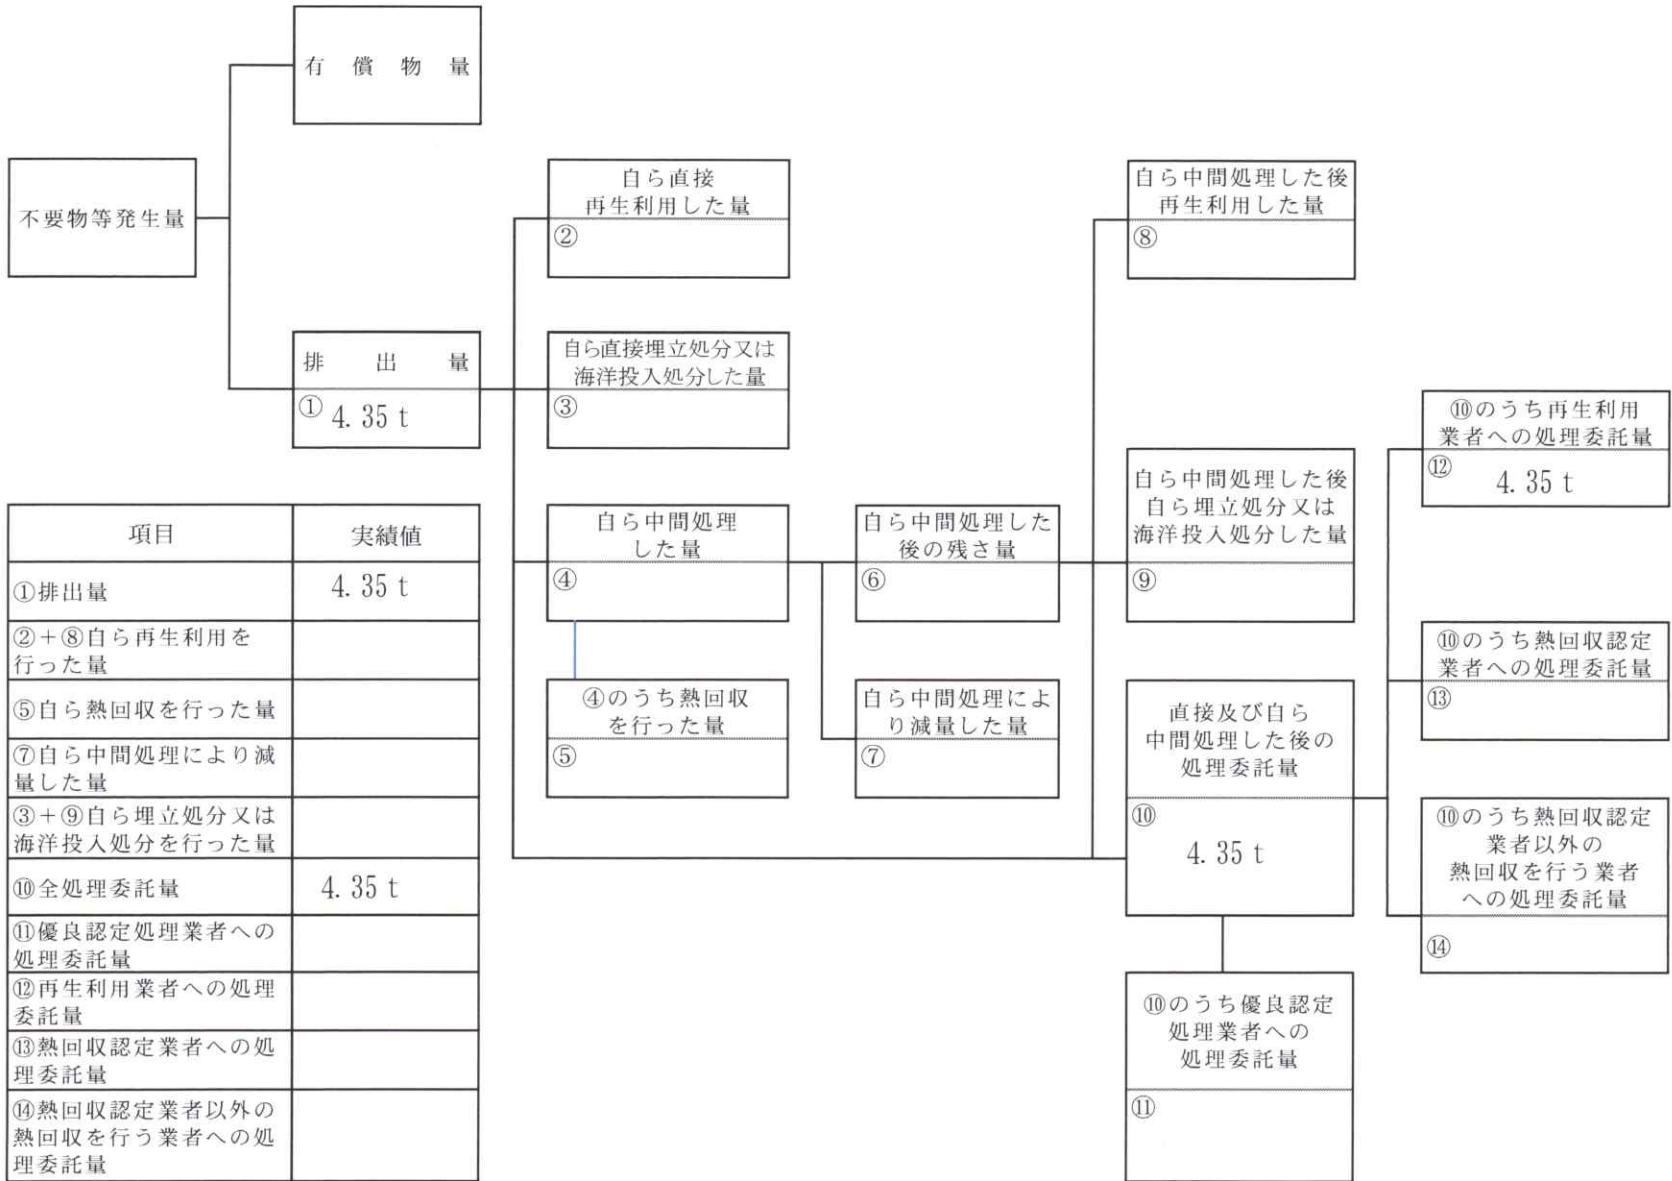 有償物量
不要物等発生量
排出量
① 4.35 t
自ら直接
再生利用した量
②
自ら直接埋立処分又は
海洋投入処分した量
③
自ら中間処理
した量
④
④のうち熱回収
を行った量
⑤
自ら中間処理した
後の残さ量
⑥
自ら中間処理によ
り減量した量
⑦
自ら中間処理した後
再生利用した量
⑧
自ら中間処理した後
自ら埋立処分又は
海洋投入処分した量
⑨
直接及び自ら
中間処理した後の
処理委託量
⑩
4.35 t
⑩のうち優良認定
処理業者への
処理委託量
⑪
⑩のうち再生利用
業者への処理委託量
⑫
4.35 t
⑩のうち熱回収認定
業者への処理委託量
⑬
⑩のうち熱回収認定
業者以外の
熱回収を行う業者
への処理委託量
⑭
項目 実績値
①排出量 4.35 t
②+⑧自ら再生利用を
行った量
⑤自ら熱回収を行った量
⑦自ら中間処理により減
量した量
③+⑨自ら埋立処分又は
海洋投入処分を行った量
⑩全処理委託量 4.35 t
⑪優良認定処理業者への
処理委託量
⑫再生利用業者への処理
委託量
⑬熱回収認定業者への処
理委託量
⑭熱回収認定業者以外の
熱回収を行う業者への処
理委託量